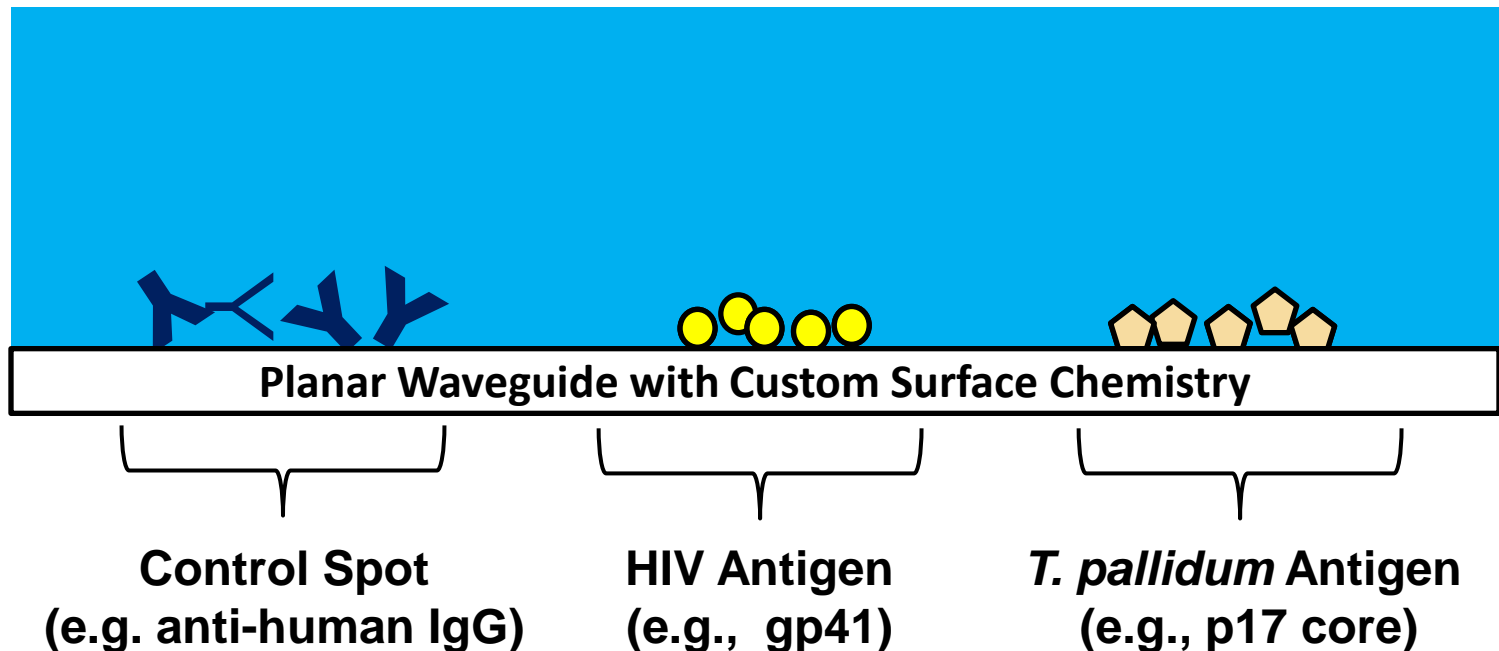 Planar Waveguide with Custom Surface Chemistry
Control Spot
(e.g. anti-human IgG)
HIV Antigen
(e.g., gp41)
T. pallidum Antigen
(e.g., p17 core)